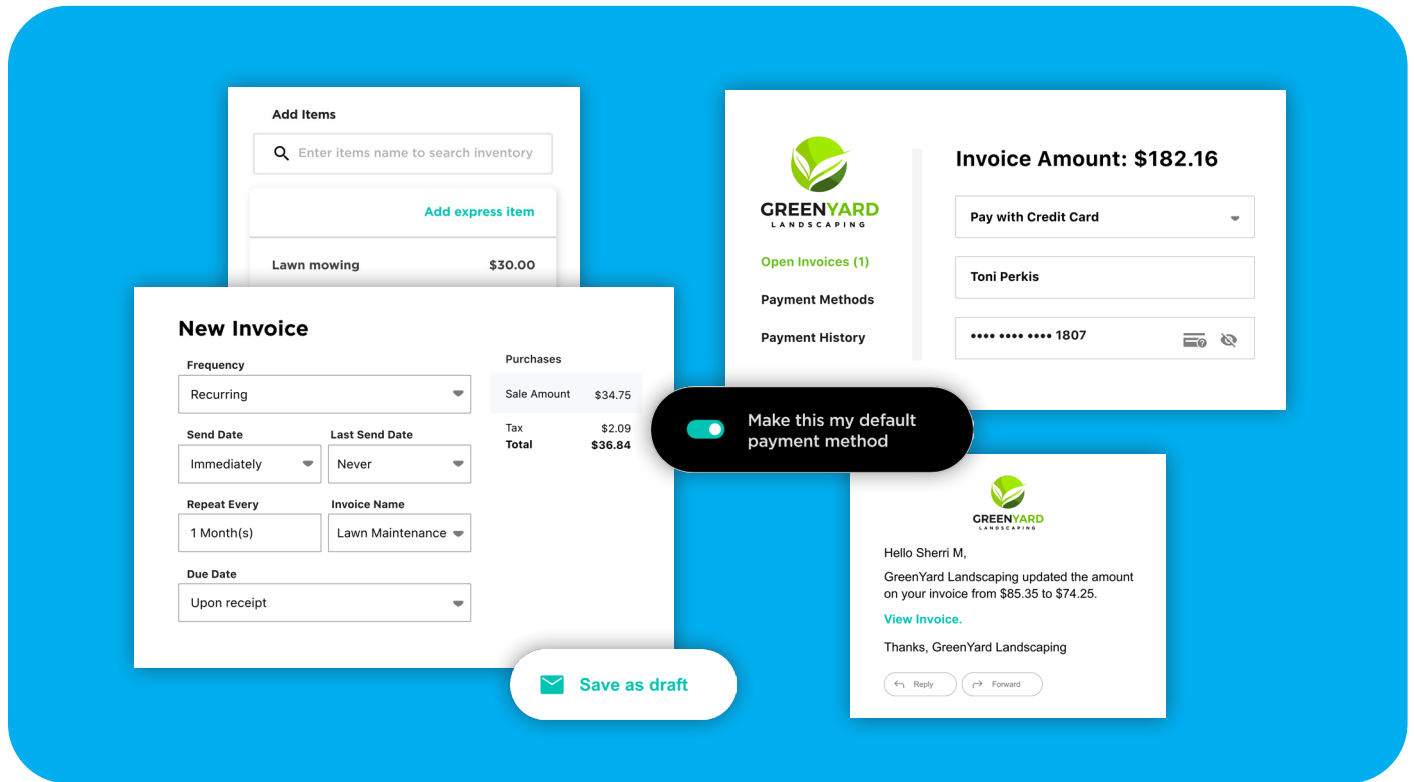 Add Items
Enter items name to search inventory
Add express item
Lawn mowing $30.00
New Invoice
Frequency
Recurring
Send Date Last Send Date
Immediately Never
Repeat Every Invoice Name
1 Month(s) Lawn Maintenance
Due Date
Upon receipt
Purchases
Sale Amount $34.75
Tax $2.09
Total $36.84
Save as draft
GREENYARD
LANDSCAPING
Open Invoices (1)
Payment Methods
Payment History
Invoice Amount: $182.16
Pay with Credit Card
Toni Perkis
•••• •••• •••• 1807
Make this my default
payment method
GREENYARD
LANDSCAPING
Hello Sherri M,
GreenYard Landscaping updated the amount
on your invoice from $85.35 to $74.25.
View Invoice.
Thanks, GreenYard Landscaping
Reply Forward